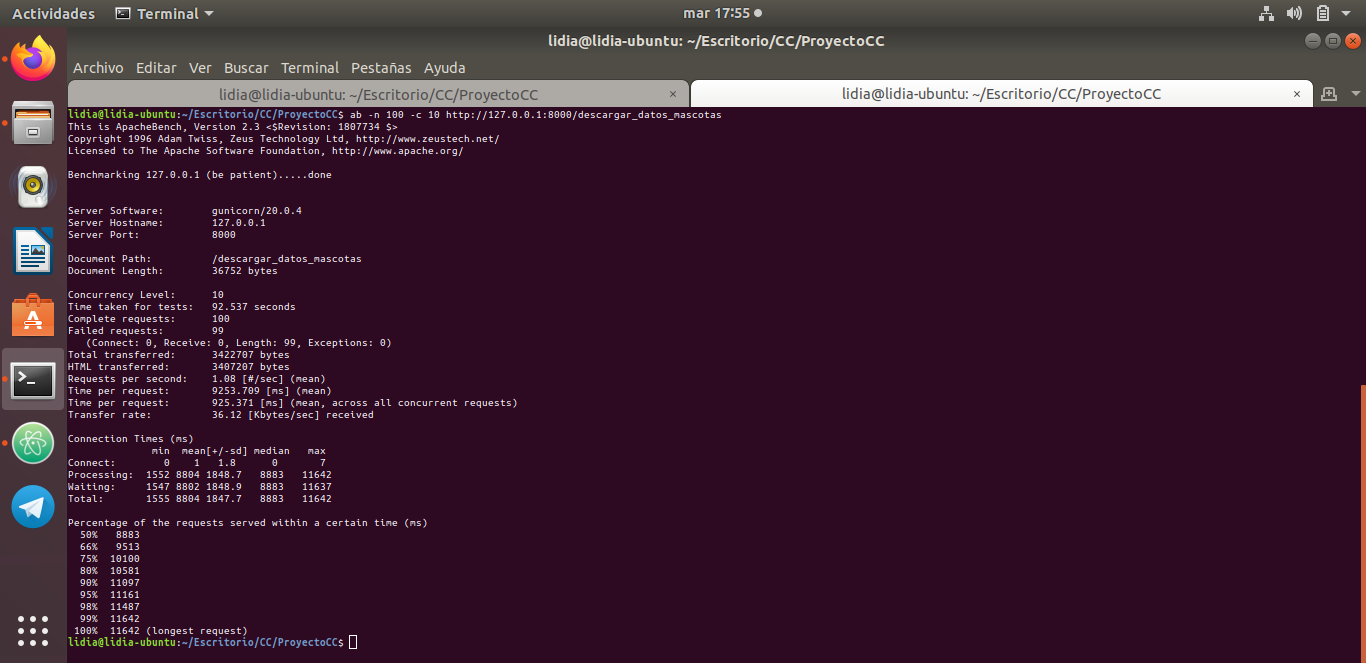 Actividades Terminal mar 17:55
lidia@lidia-ubuntu: ~/Escritorio/CC/ProyectoCC
Archivo Editar Ver Buscar Terminal Pestañas Ayuda
lidia@lidia-ubuntu: ~/Escritorio/CC/ProyectoCC × lidia@lidia-ubuntu: ~/Escritorio/CC/ProyectoCC ×
lidia@lidia-ubuntu:~/Escritorio/CC/ProyectoCC$ ab -n 100 -c 10 http://127.0.0.1:8000/descargar_datos_mascotas
This is ApacheBench, Version 2.3 <$Revision: 1807734 $>
Copyright 1996 Adam Twiss, Zeus Technology Ltd, http://www.zeustech.net/
Licensed to The Apache Software Foundation, http://www.apache.org/
Benchmarking 127.0.0.1 (be patient).....done
Server Software:        gunicorn/20.0.4
Server Hostname:        127.0.0.1
Server Port:            8000
Document Path:          /descargar_datos_mascotas
Document Length:        36752 bytes
Concurrency Level:      10
Time taken for tests:   92.537 seconds
Complete requests:      100
Failed requests:        99
   (Connect: 0, Receive: 0, Length: 99, Exceptions: 0)
Total transferred:      3422707 bytes
HTML transferred:       3407207 bytes
Requests per second:    1.08 [#/sec] (mean)
Time per request:       9253.709 [ms] (mean)
Time per request:       925.371 [ms] (mean, across all concurrent requests)
Transfer rate:          36.12 [Kbytes/sec] received
Connection Times (ms)
              min  mean[+/-sd] median   max
Connect:        0    1   1.8      0       7
Processing:  1552 8804 1848.7   8883   11642
Waiting:     1547 8802 1848.9   8883   11637
Total:       1555 8804 1847.7   8883   11642
Percentage of the requests served within a certain time (ms)
  50%   8883
  66%   9513
  75%  10100
  80%  10581
  90%  11097
  95%  11161
  98%  11487
  99%  11642
 100%  11642 (longest request)
lidia@lidia-ubuntu:~/Escritorio/CC/ProyectoCC$